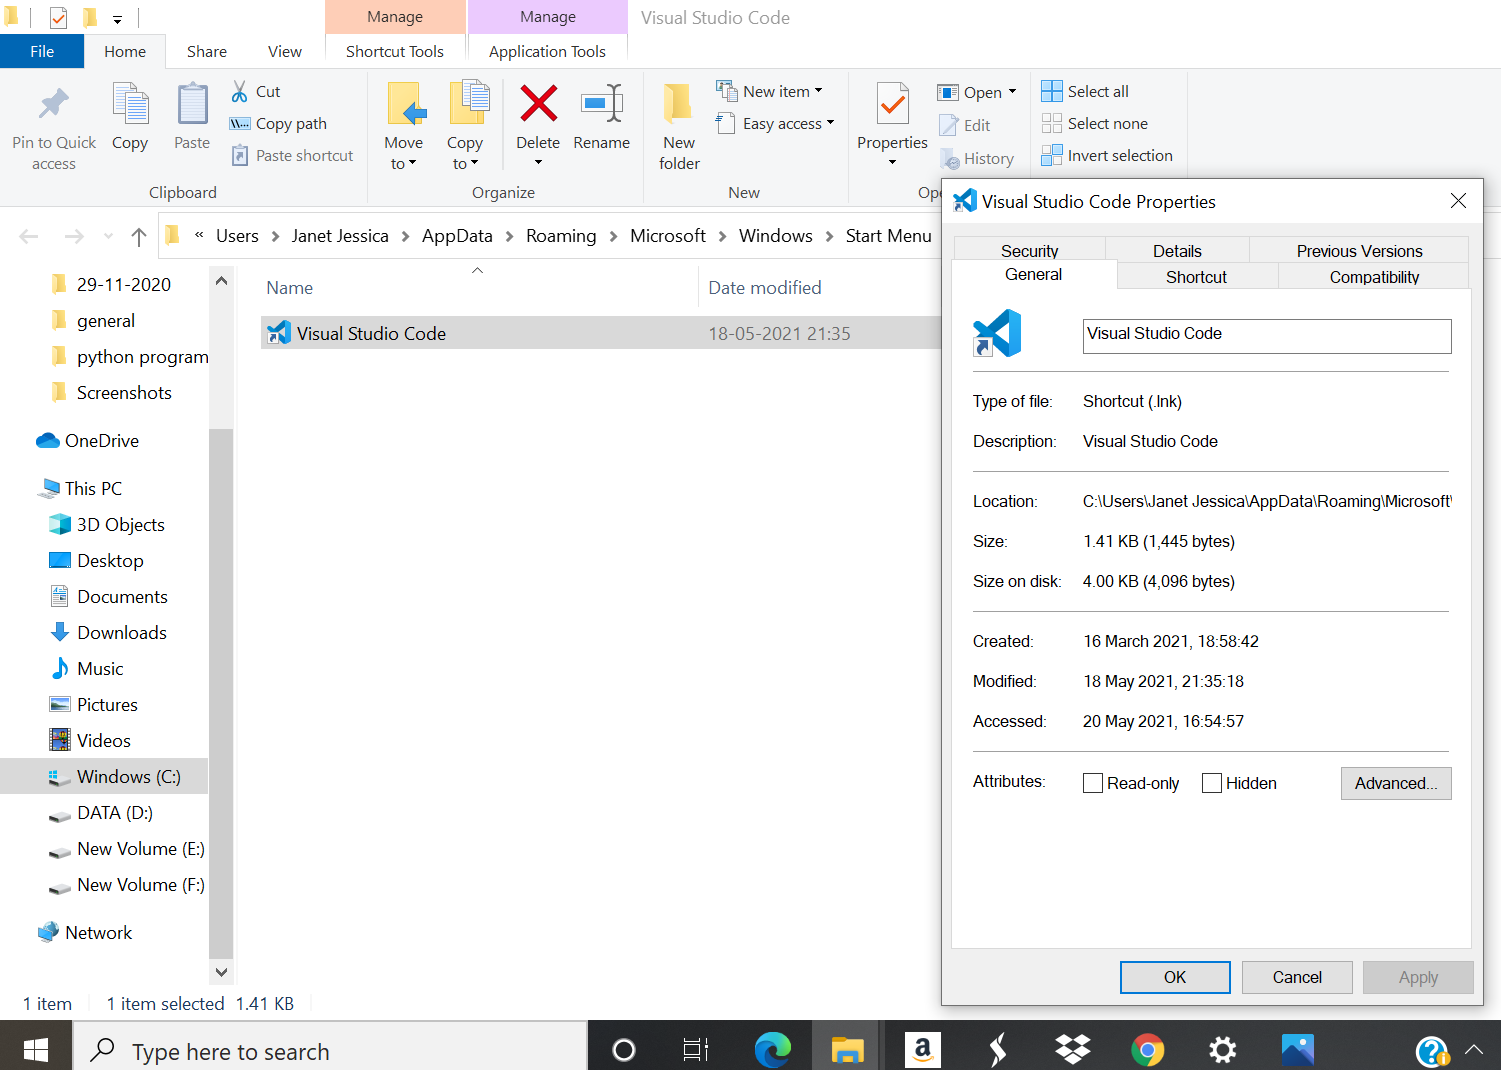 Manage
Manage
Visual Studio Code
File
Home
Share
View
Shortcut Tools
Application Tools
Pin to Quick access
Copy
Paste
Cut
Copy path
Paste shortcut
Clipboard
Move to
Copy to
Delete
Rename
Organize
New folder
New item
Easy access
New
Properties
Open
Edit
History
Select all
Select none
Invert selection
« Users > Janet Jessica > AppData > Roaming > Microsoft > Windows > Start Menu
29-11-2020
general
python program
Screenshots
OneDrive
This PC
3D Objects
Desktop
Documents
Downloads
Music
Pictures
Videos
Windows (C:)
DATA (D:)
New Volume (E:)
New Volume (F:)
Network
Name
Date modified
Visual Studio Code
18-05-2021 21:35
1 item
1 item selected 1.41 KB
Visual Studio Code Properties
Security
Details
Previous Versions
General
Shortcut
Compatibility
Visual Studio Code
Type of file: Shortcut (.lnk)
Description: Visual Studio Code
Location: C:\Users\Janet Jessica\AppData\Roaming\Microsoft\
Size: 1.41 KB (1,445 bytes)
Size on disk: 4.00 KB (4,096 bytes)
Created: 16 March 2021, 18:58:42
Modified: 18 May 2021, 21:35:18
Accessed: 20 May 2021, 16:54:57
Attributes: Read-only Hidden Advanced...
OK
Cancel
Apply
Type here to search